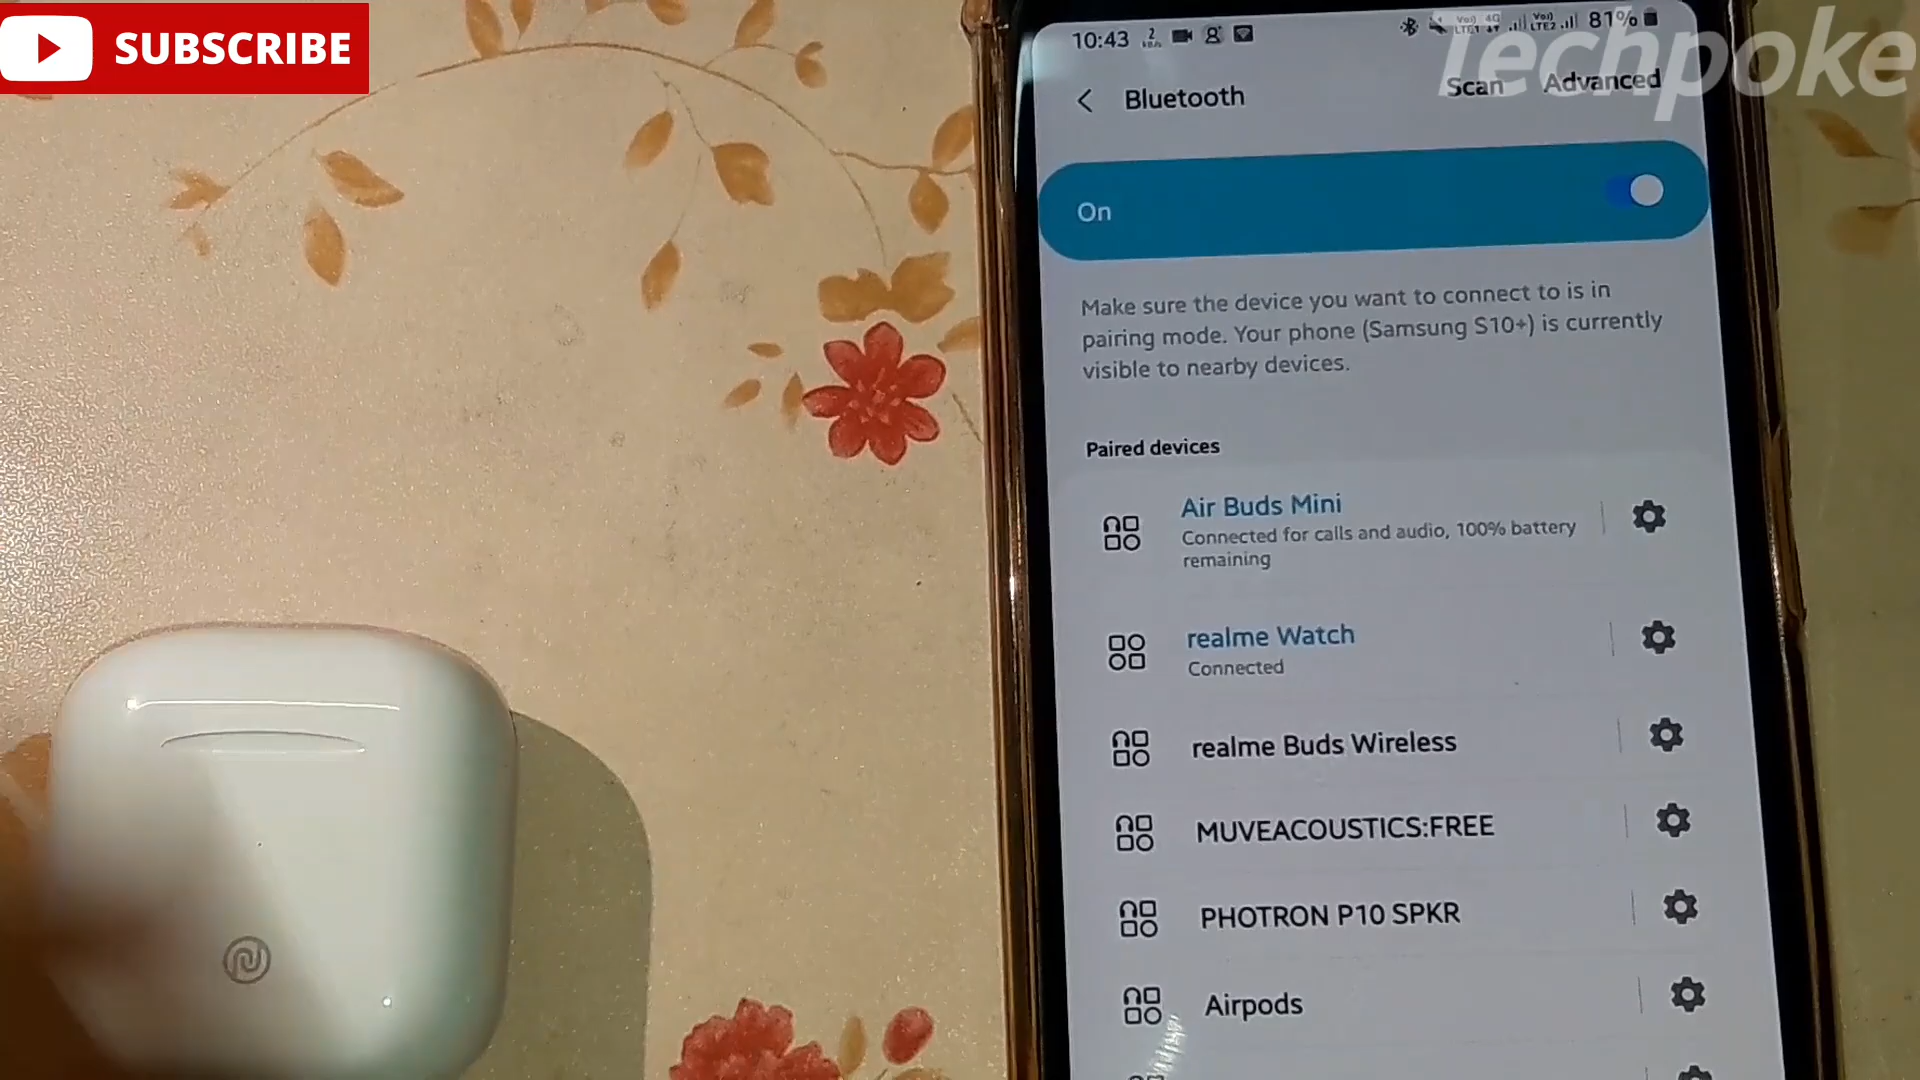 SUBSCRIBE
Techpoke
10:43
81%
Bluetooth
Scan
Advanced
On
Make sure the device you want to connect to is in
pairing mode. Your phone (Samsung S10+) is currently
visible to nearby devices.
Paired devices
Air Buds Mini
Connected for calls and audio, 100% battery
remaining
realme Watch
Connected
realme Buds Wireless
MUVEACOUSTICS:FREE
PHOTRON P10 SPKR
Airpods